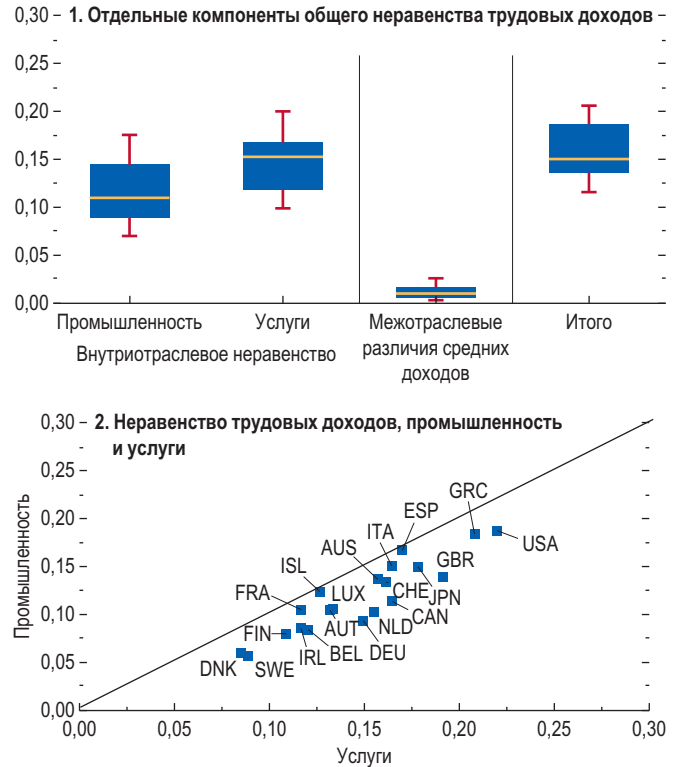 1. Отдельные компоненты общего неравенства трудовых доходов
0,30
0,25
0,20
0,15
0,10
0,05
0,00
Промышленность Услуги Межотраслевые Итого
Внутриотраслевое неравенство различия средних
доходов
2. Неравенство трудовых доходов, промышленность
и услуги
0,30
0,25
0,20
0,15
0,10
0,05
0,00
Промышленность
GRC
ESP
USA
ITA
AUS
GBR
ISL
CHE
JPN
FRA
LUX
CAN
FIN
AUT
NLD
IRL
BEL
DEU
DNK
SWE
0,00 0,05 0,10 0,15 0,20 0,25 0,30
Услуги